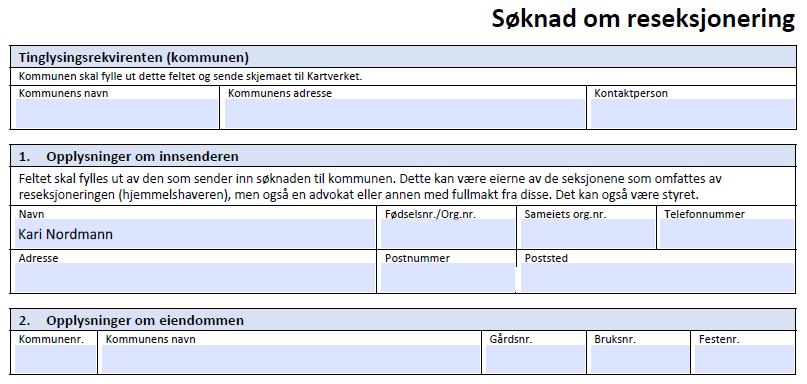 Søknad om reseksjonering
Tinglysingsrekvirenten (kommunen)
Kommunen skal fylle ut dette feltet og sende skjemaet til Kartverket.
Kommunens navn Kommunens adresse Kontaktperson
1. Opplysninger om innsenderen
Feltet skal fylles ut av den som sender inn søknaden til kommunen. Dette kan være eierne av de seksjonene som omfattes av
reseksjoneringen (hjemmelshaveren), men også en advokat eller annen med fullmakt fra disse. Det kan også være styret.
Navn Fødselsnr./Org.nr. Sameiets org.nr. Telefonnummer
Kari Nordmann
Adresse Postnummer Poststed
2. Opplysninger om eiendommen
Kommunenr. Kommunens navn Gårdsnr. Bruksnr. Festenr.